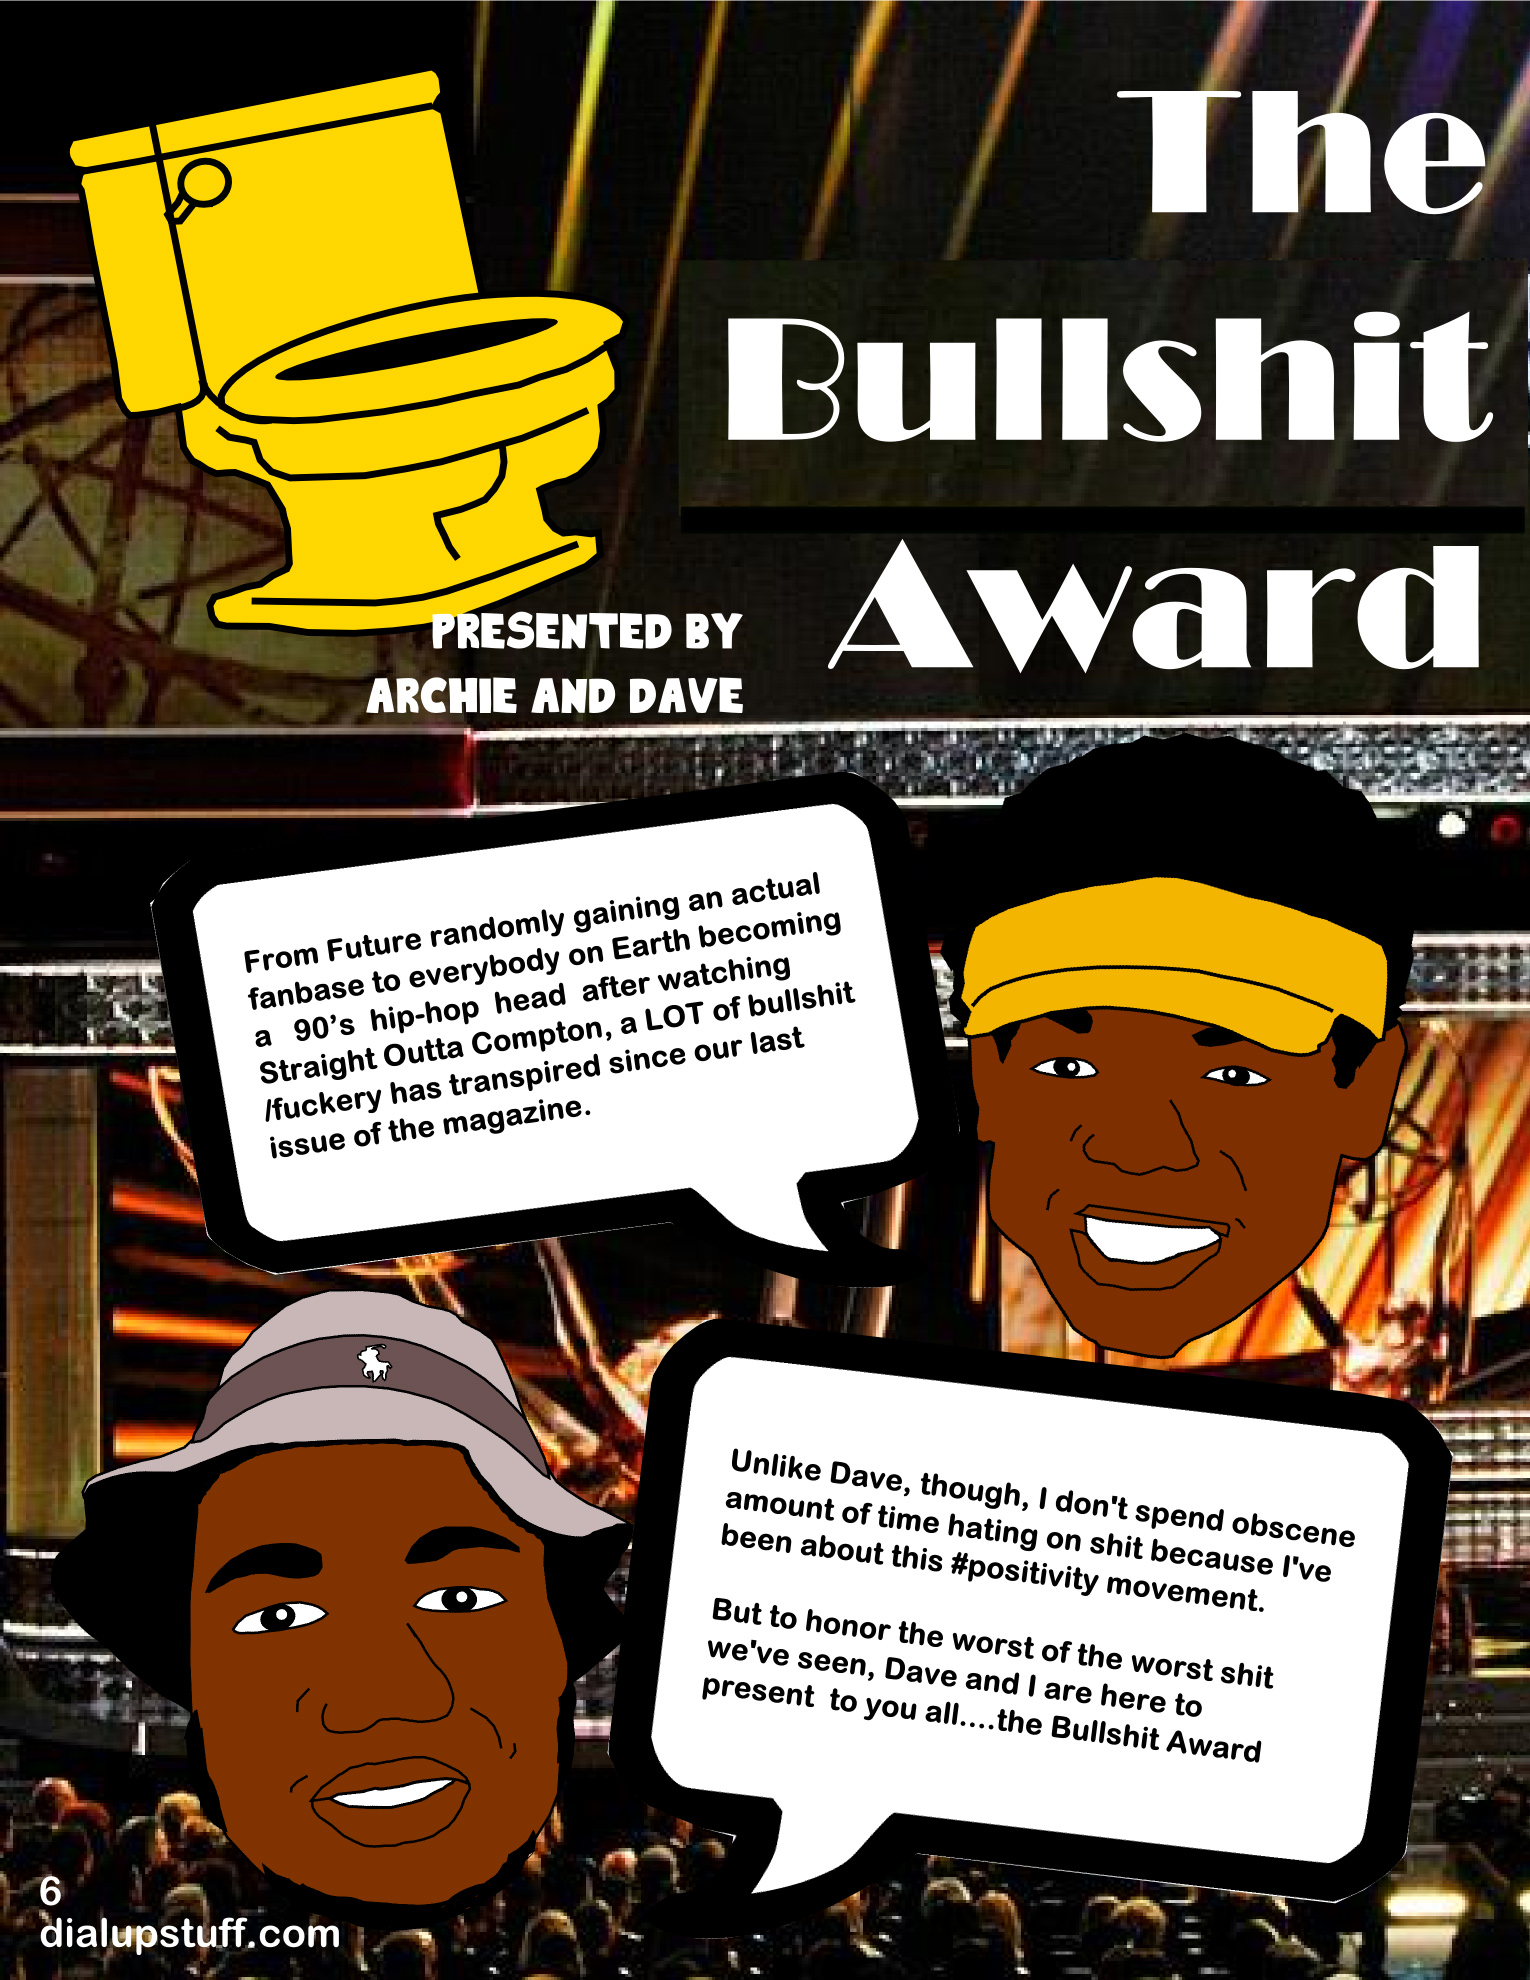 The
Bullshit
Award
PRESENTED BY
ARCHIE AND DAVE
From Future randomly gaining an actual
fanbase to everybody on Earth becoming
a 90’s hip-hop head after watching
Straight Outta Compton, a LOT of bullshit
/fuckery has transpired since our last
issue of the magazine.
Unlike Dave, though, I don't spend obscene
amount of time hating on shit because I've
been about this #positivity movement.
But to honor the worst of the worst shit
we've seen, Dave and I are here to
present to you all....the Bullshit Award
6
dialupstuff.com